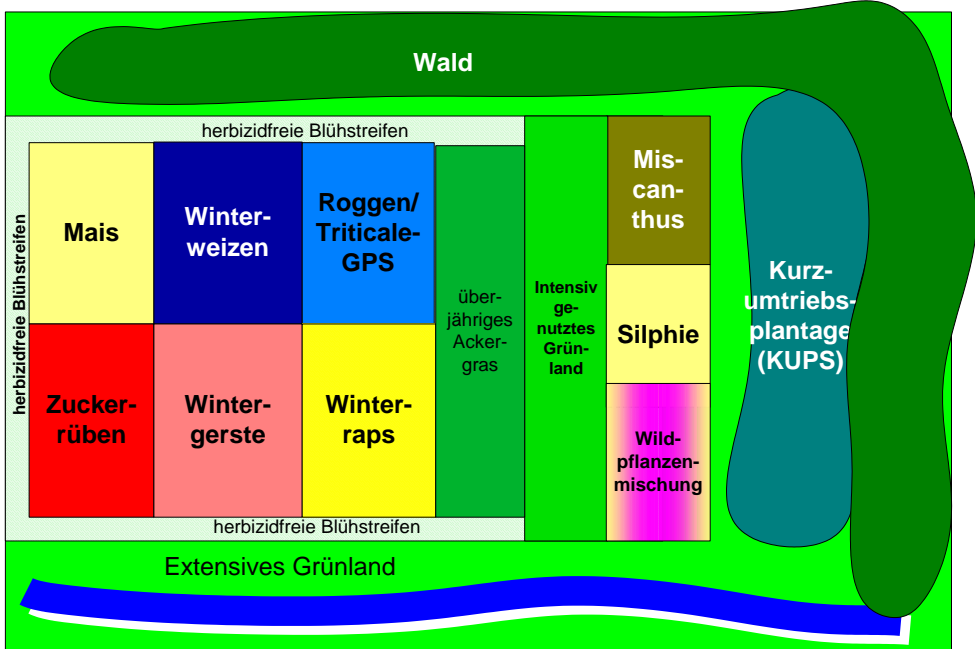 Wald
herbizidfreie Blühstreifen
herbizidfreie Blühstreifen
Mais
Winter-
weizen
Roggen/
Triticale-
GPS
über-
jähriges
Acker-
gras
Intensiv
ge-
nutztes
Grün-
land
Mis-
can-
thus
Silphie
Kurz-
umtriebs-
plantage
(KUPS)
Zucker-
rüben
Winter-
gerste
Winter-
raps
Wild-
pflanzen-
mischung
herbizidfreie Blühstreifen
Extensives Grünland